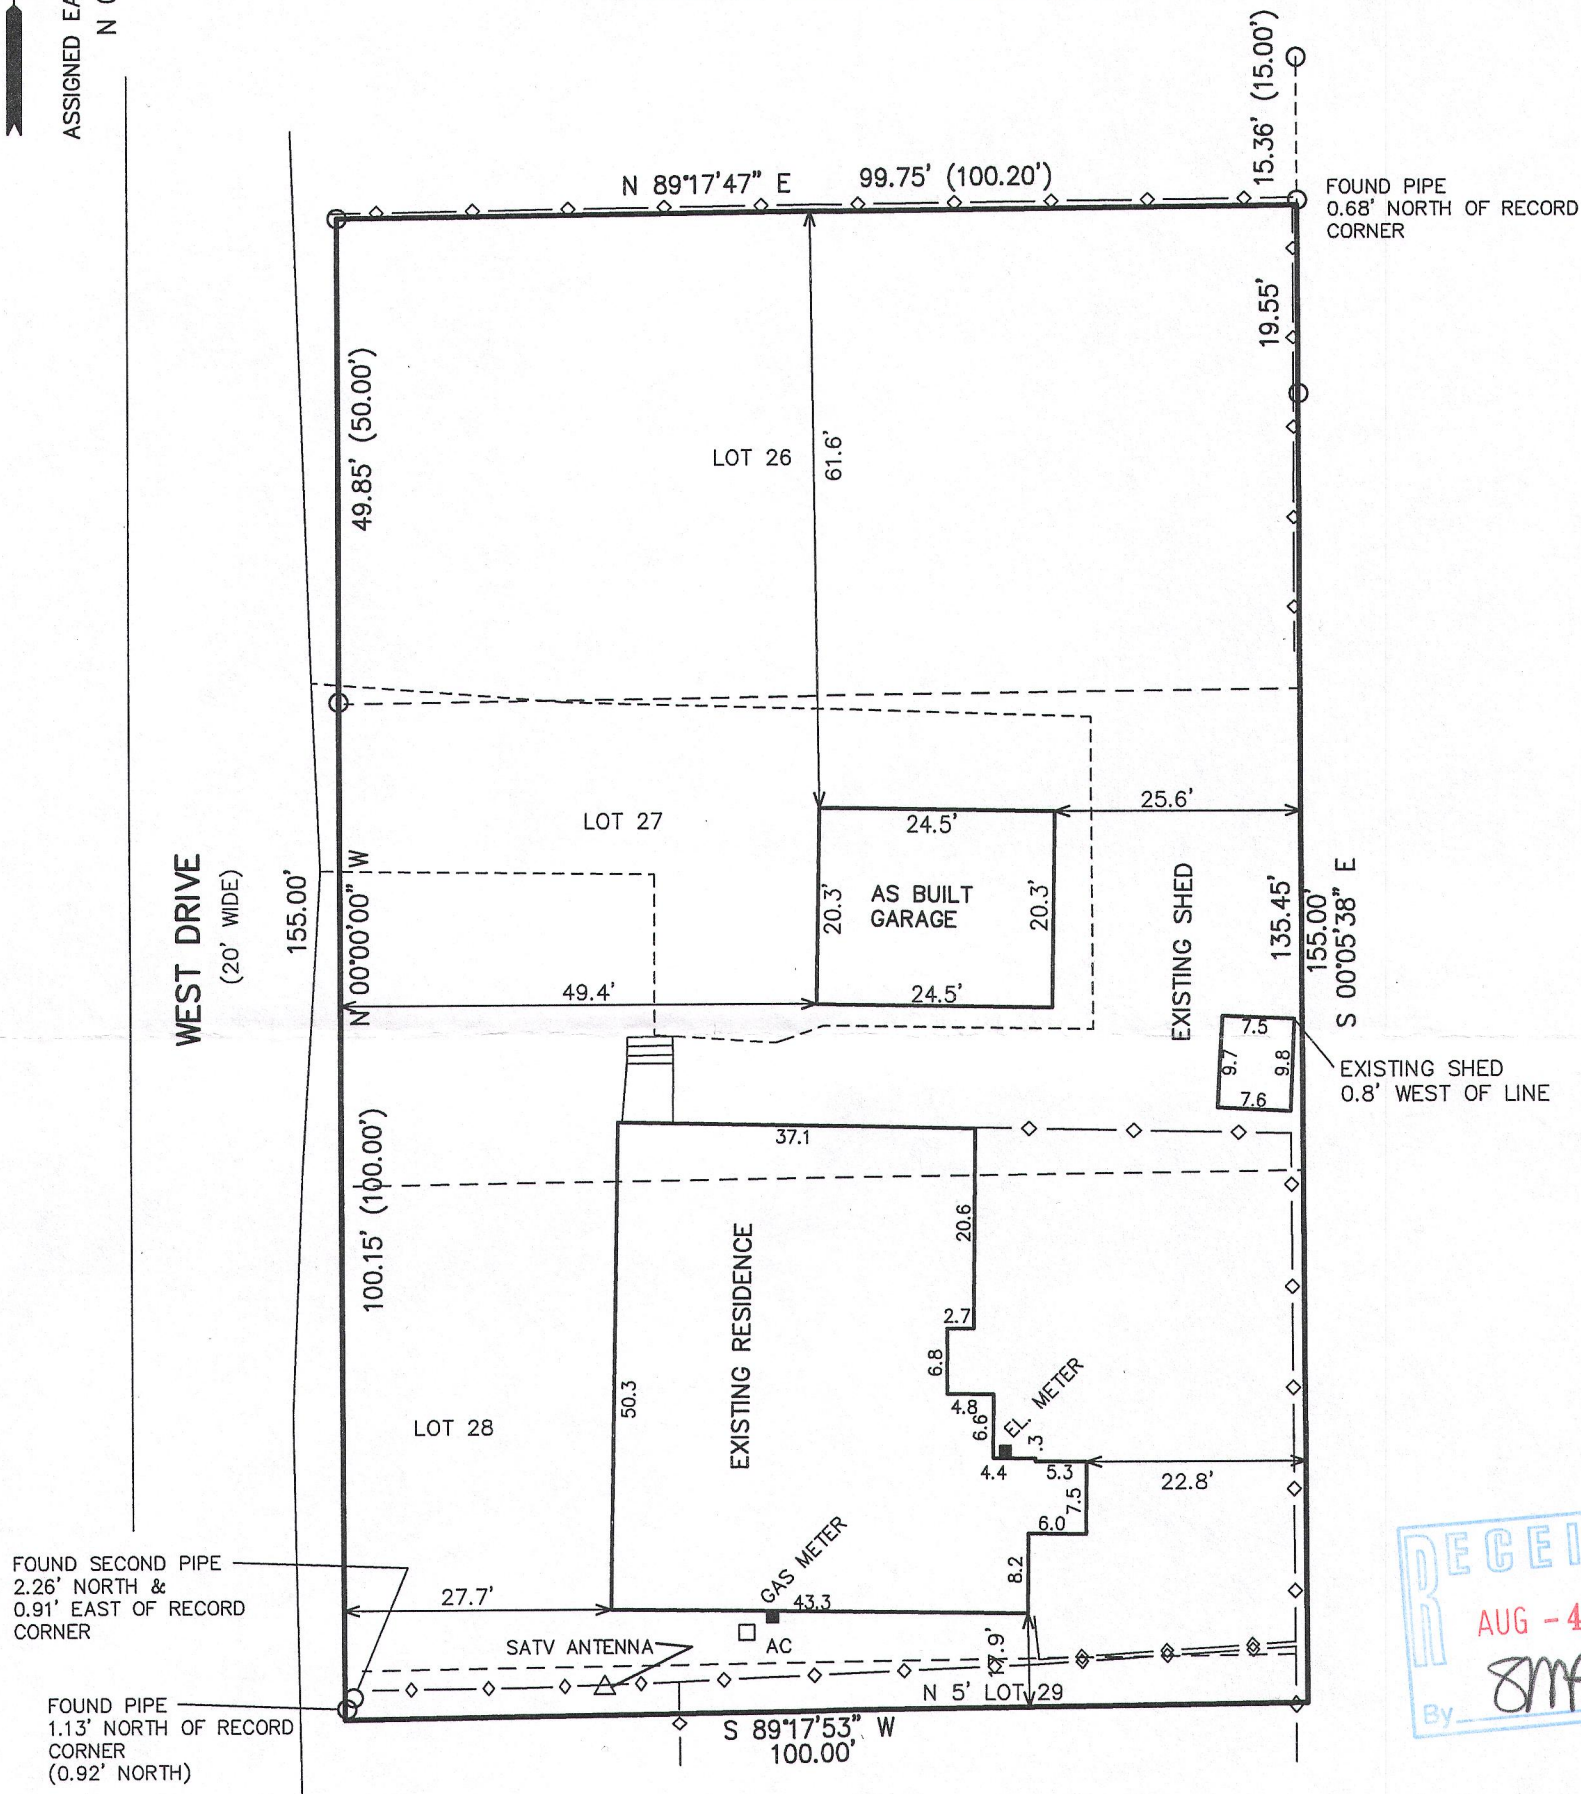 ASSIGNED EA
N
15.36' (15.00')
N 89°17'47" E
99.75' (100.20')
FOUND PIPE
0.68' NORTH OF RECORD
CORNER
19.55'
49.85' (50.00')
LOT 26
61.6'
LOT 27
25.6'
24.5'
WEST DRIVE
(20' WIDE)
155.00'
N 00°00'00" W
20.3'
AS BUILT
GARAGE
20.3'
EXISTING SHED
135.45'
155.00'
S 00°05'38" E
49.4'
24.5'
7.5
9.7
9.8
7.6
EXISTING SHED
0.8' WEST OF LINE
100.15' (100.00')
37.1
20.6
EXISTING RESIDENCE
2.7
6.8
50.3
4.8
6.6
EL. METER
.3
LOT 28
4.4
5.3
22.8'
7.5
6.0
GAS METER
8.2
FOUND SECOND PIPE
2.26' NORTH &
0.91' EAST OF RECORD
CORNER
27.7'
43.3
SATV ANTENNA
AC
N 5' LOT 29
FOUND PIPE
1.13' NORTH OF RECORD
CORNER
(0.92' NORTH)
S 89°17'53" W
100.00'
RECEI
AUG - 4
By